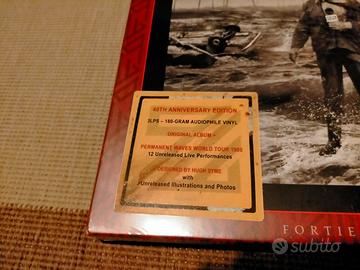 40TH ANNIVERSARY EDITION
3LPS – 180-GRAM AUDIOPHILE VINYL
ORIGINAL ALBUM +
PERMANENT WAVES WORLD TOUR 1980
12 Unreleased Live Performances
DESIGNED BY HUGH SYME
with
Unreleased Illustrations and Photos
FORTIE
subito